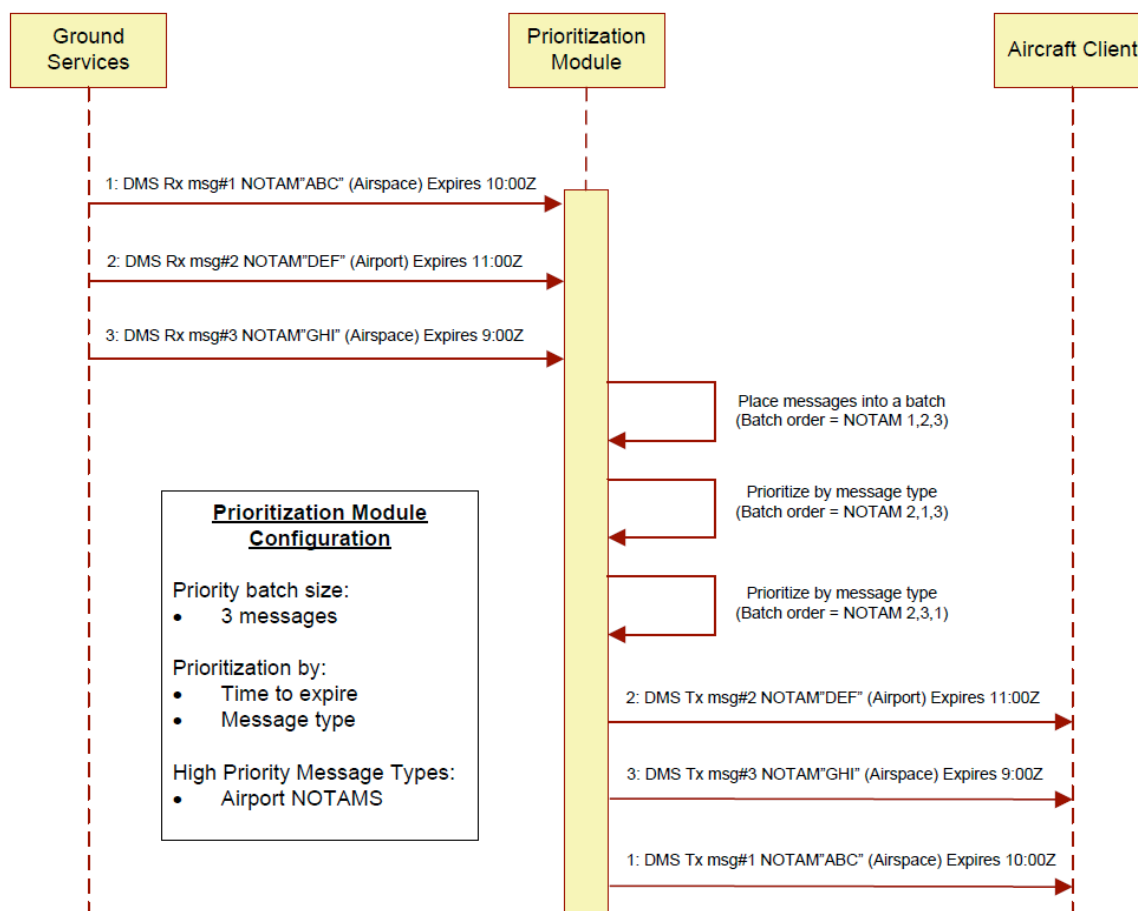 Ground
Services
Prioritization
Module
Aircraft Client
1: DMS Rx msg#1 NOTAM"ABC" (Airspace) Expires 10:00Z
2: DMS Rx msg#2 NOTAM"DEF" (Airport) Expires 11:00Z
3: DMS Rx msg#3 NOTAM"GHI" (Airspace) Expires 9:00Z
Place messages into a batch
(Batch order = NOTAM 1,2,3)
Prioritize by message type
(Batch order = NOTAM 2,1,3)
Prioritize by message type
(Batch order = NOTAM 2,3,1)
Prioritization Module
Configuration
Priority batch size:
• 3 messages
Prioritization by:
• Time to expire
• Message type
High Priority Message Types:
• Airport NOTAMS
2: DMS Tx msg#2 NOTAM"DEF" (Airport) Expires 11:00Z
3: DMS Tx msg#3 NOTAM"GHI" (Airspace) Expires 9:00Z
1: DMS Tx msg#1 NOTAM"ABC" (Airspace) Expires 10:00Z